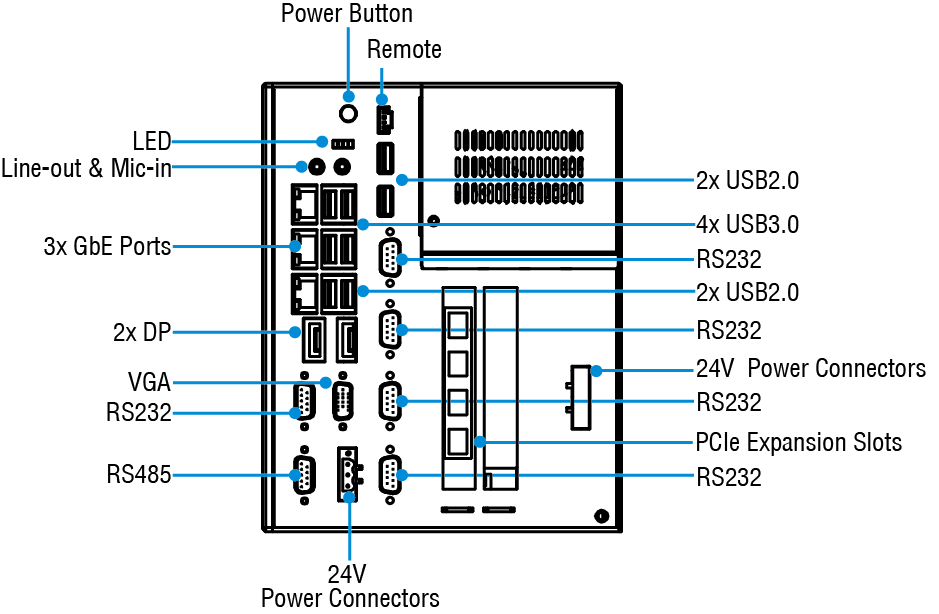 Power Button
Remote
LED
Line-out & Mic-in
3x GbE Ports
2x DP
VGA
RS232
RS485
2x USB2.0
4x USB3.0
RS232
2x USB2.0
RS232
24V  Power Connectors
RS232
PCIe Expansion Slots
RS232
24V
Power Connectors